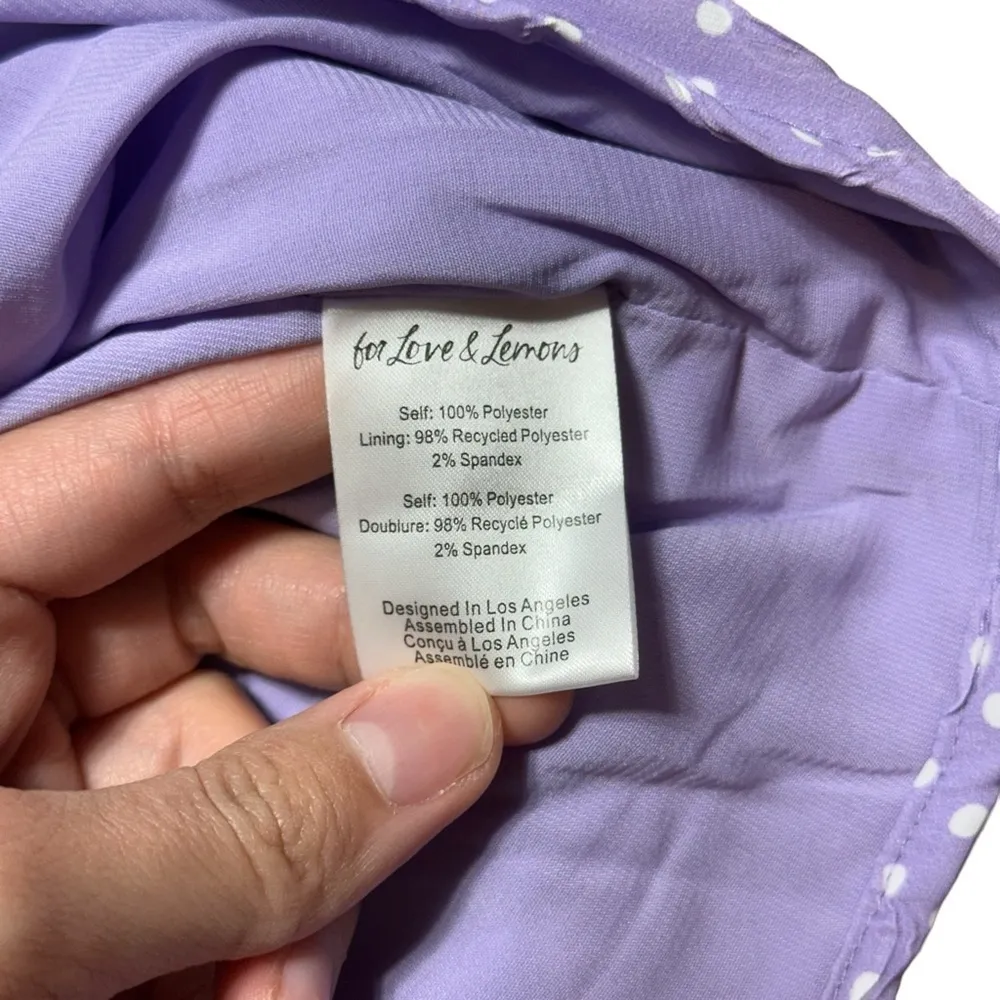 for Love & Lemons
Self: 100% Polyester
Lining: 98% Recycled Polyester
2% Spandex
Self: 100% Polyester
Doublure: 98% Recyclé Polyester
2% Spandex
Designed In Los Angeles
Assembled In China
Conçu à Los Angeles
Assemblé en Chine